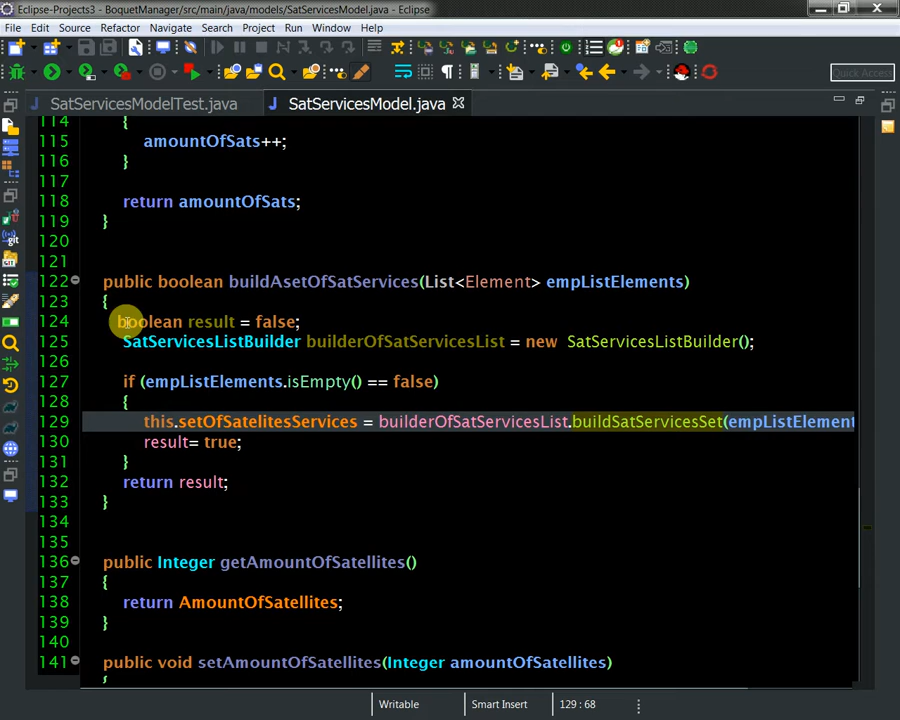 Eclipse-Projects3 - BoquetManager/src/main/java/models/SatServicesModel.java - Eclipse
File Edit Source Refactor Navigate Search Project Run Window Help
Quick Access
SatServicesModelTest.java SatServicesModel.java
114 {
115 amountOfSats++;
116 }
117
118 return amountOfSats;
119 }
120
121
122 public boolean buildAsetOfSatServices(List<Element> empListElements)
123 {
124 boolean result = false;
125 SatServicesListBuilder builderOfSatServicesList = new SatServicesListBuilder();
126
127 if (empListElements.isEmpty() == false)
128 {
129 this.setOfSatelitesServices = builderOfSatServicesList.buildSatServicesSet(empListElement
130 result= true;
131 }
132 return result;
133 }
134
135
136 public Integer getAmountOfSatellites()
137 {
138 return AmountOfSatellites;
139 }
140
141 public void setAmountOfSatellites(Integer amountOfSatellites)
{
Writable Smart Insert 129 : 68